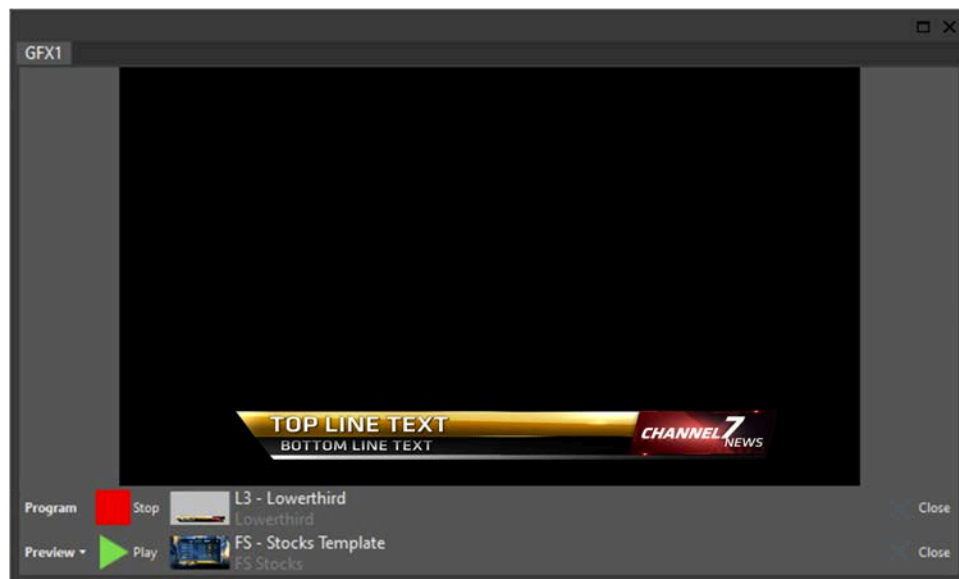 GFX1
TOP LINE TEXT
BOTTOM LINE TEXT
CHANNEL 7 NEWS
Program Stop L3 - Lowerthird Close
Lowerthird
Preview Play FS - Stocks Template Close
FS Stocks